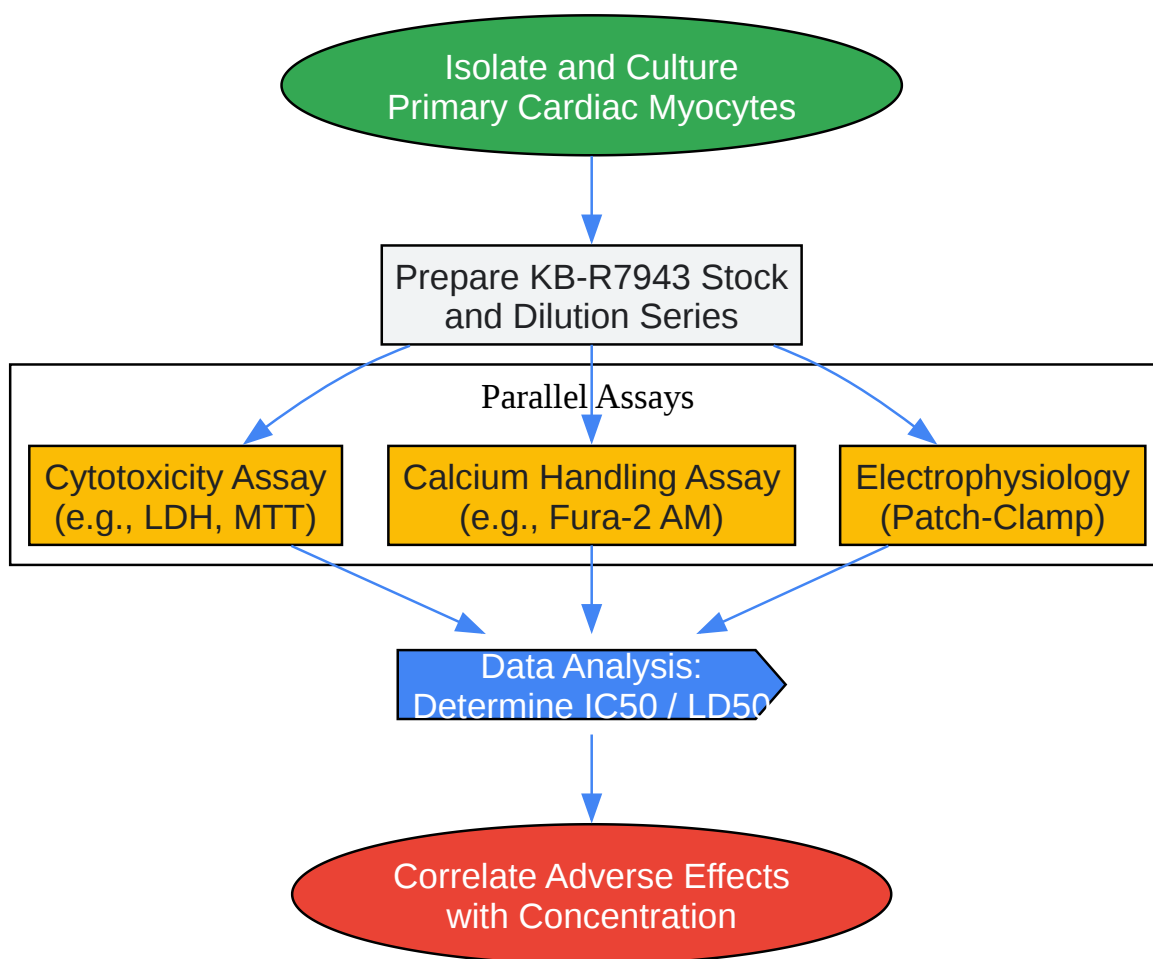 Isolate and Culture
Primary Cardiac Myocytes
Prepare KB-R7943 Stock
and Dilution Series
Parallel Assays
Cytotoxicity Assay
(e.g., LDH, MTT)
Calcium Handling Assay
(e.g., Fura-2 AM)
Electrophysiology
(Patch-Clamp)
Data Analysis:
Determine IC50 / LD50
Correlate Adverse Effects
with Concentration